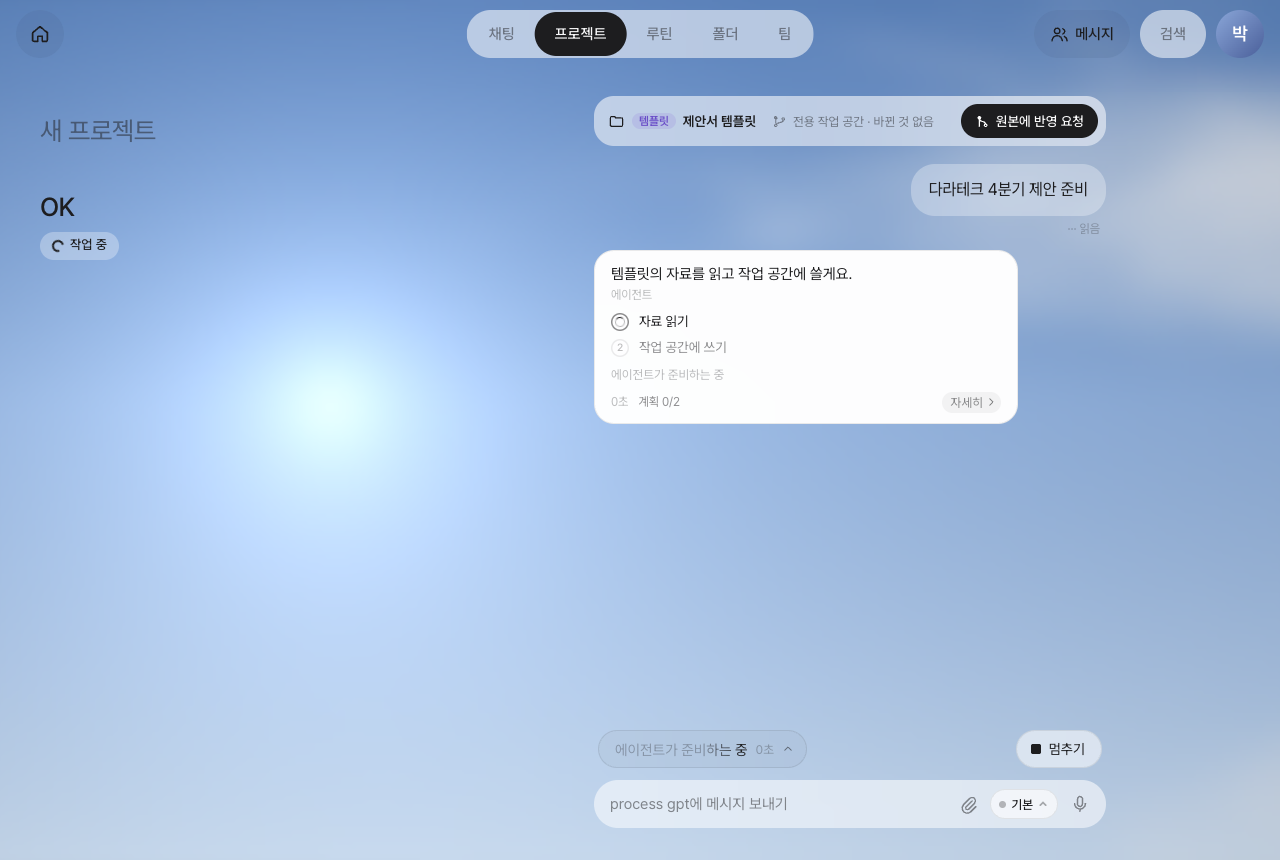 채팅
프로젝트
루틴
폴더
팀
메시지
검색
박
새 프로젝트
OK
작업 중
템플릿 제안서 템플릿 전용 작업 공간 · 바뀐 것 없음 원본에 반영 요청
다라테크 4분기 제안 준비
··· 읽음
템플릿의 자료를 읽고 작업 공간에 쓸게요.
에이전트
자료 읽기
2 작업 공간에 쓰기
에이전트가 준비하는 중
0초 계획 0/2 자세히
에이전트가 준비하는 중 0초
멈추기
process gpt에 메시지 보내기
기본